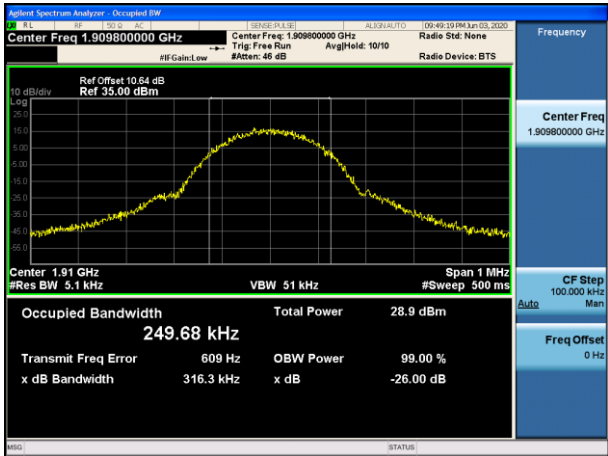 Agilent Spectrum Analyzer - Occupied BW
RL RF 50 Ω AC SENSE:PULSE ALIGN AUTO 09:49:19 PM Jun 03, 2020
Center Freq 1.909800000 GHz Center Freq: 1.909800000 GHz Radio Std: None Frequency
Trig: Free Run Avg|Hold: 10/10
#IFGain:Low #Atten: 46 dB Radio Device: BTS
Ref Offset 10.64 dB
10 dB/div Ref 35.00 dBm
Log
25.0
15.0
5.00
-5.00
-15.0
-25.0
-35.0
-45.0
-55.0
Center Freq
1.909800000 GHz
Center 1.91 GHz Span 1 MHz
#Res BW 5.1 kHz VBW 51 kHz #Sweep 500 ms
CF Step
100.000 kHz
Auto Man
Occupied Bandwidth Total Power 28.9 dBm
249.68 kHz
Transmit Freq Error 609 Hz OBW Power 99.00 %
x dB Bandwidth 316.3 kHz x dB -26.00 dB
Freq Offset
0 Hz
MSG STATUS